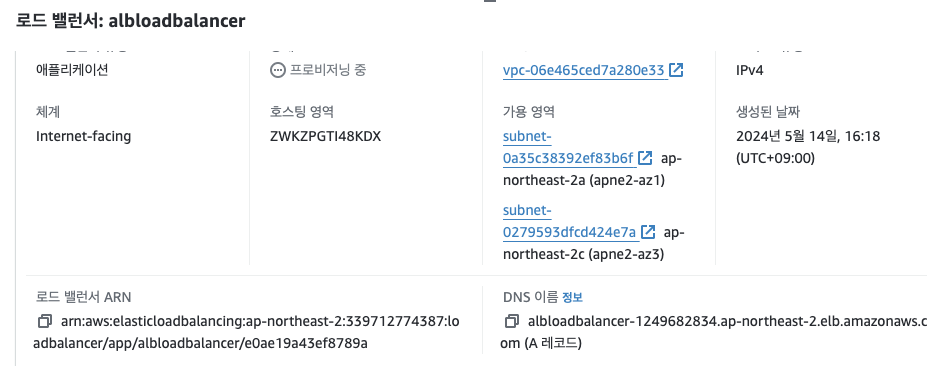 로드 밸런서: albloadbalancer
애플리케이션
프로비저닝 중
vpc-06e465ced7a280e33
IPv4
체계
Internet-facing
호스팅 영역
ZWKZPGTI48KDX
가용 영역
subnet-
0a35c38392ef83b6f ap-
northeast-2a (apne2-az1)
subnet-
0279593dfcd424e7a ap-
northeast-2c (apne2-az3)
생성된 날짜
2024년 5월 14일, 16:18
(UTC+09:00)
로드 밸런서 ARN
arn:aws:elasticloadbalancing:ap-northeast-2:339712774387:lo
adbalancer/app/albloadbalancer/e0ae19a43ef8789a
DNS 이름 정보
albloadbalancer-1249682834.ap-northeast-2.elb.amazonaws.c
om (A 레코드)